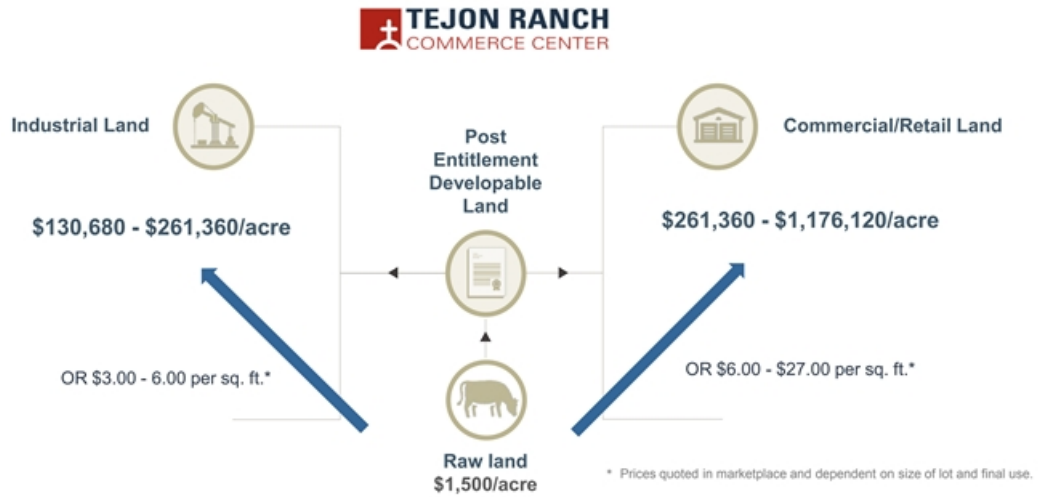 TEJON RANCH
COMMERCE CENTER
Industrial Land
Post
Entitlement
Developable
Land
Commercial/Retail Land
$130,680 - $261,360/acre
$261,360 - $1,176,120/acre
OR $3.00 - 6.00 per sq. ft.*
OR $6.00 - $27.00 per sq. ft.*
Raw land
$1,500/acre
* Prices quoted in marketplace and dependent on size of lot and final use.